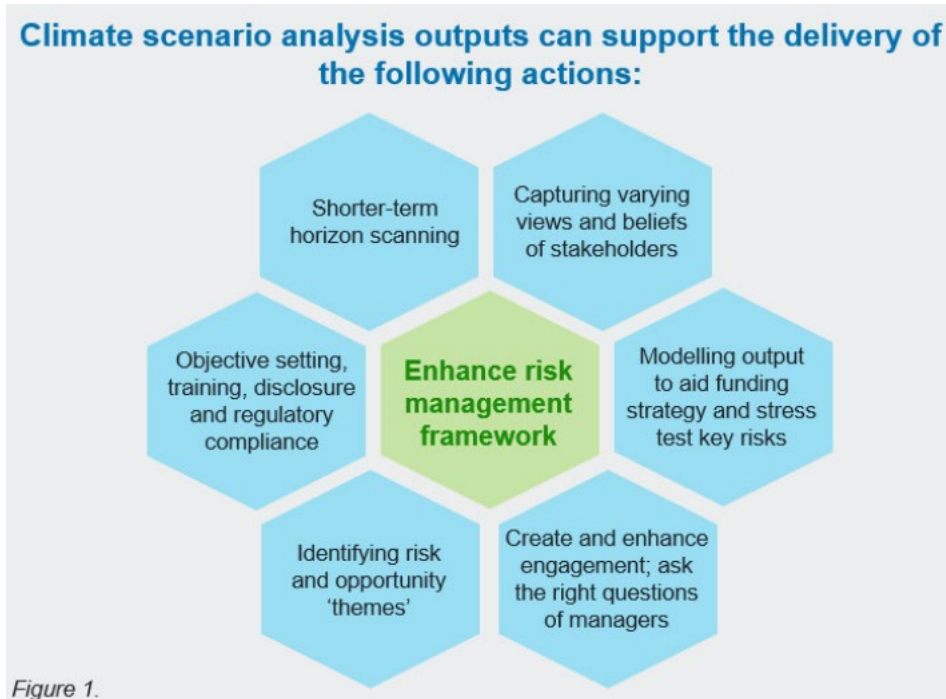 Climate scenario analysis outputs can support the delivery of
the following actions:
Shorter-term
horizon scanning
Capturing varying
views and beliefs
of stakeholders
Objective setting,
training, disclosure
and regulatory
compliance
Enhance risk
management
framework
Modelling output
to aid funding
strategy and stress
test key risks
Identifying risk
and opportunity
‘themes’
Create and enhance
engagement; ask
the right questions
of managers
Figure 1.